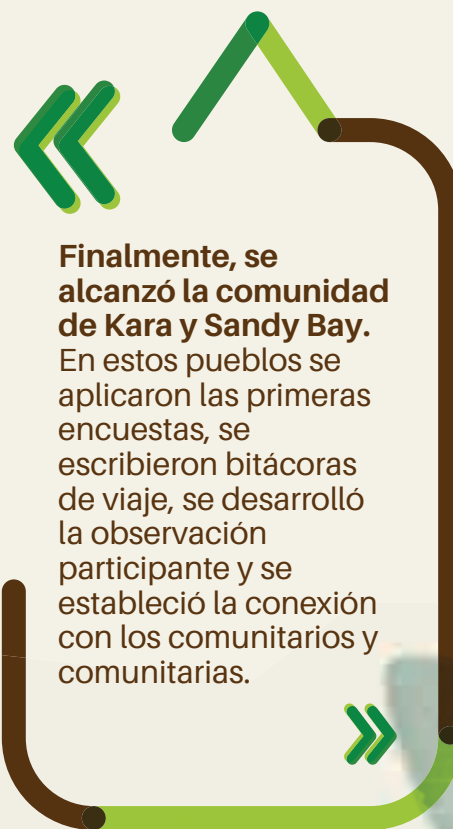 Finalmente, se
alcanzó la comunidad
de Kara y Sandy Bay.
En estos pueblos se
aplicaron las primeras
encuestas, se
escribieron bitácoras
de viaje, se desarrolló
la observación
participante y se
estableció la conexión
con los comunitarios y
comunitarias.